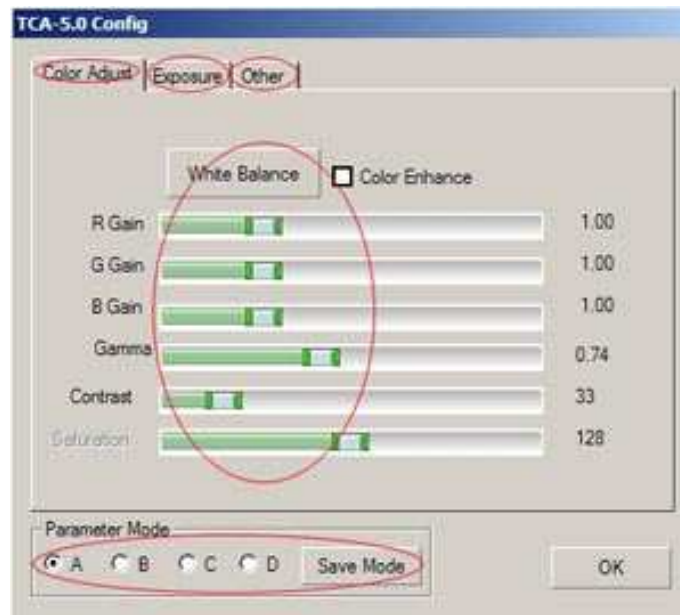 TCA-5.0 Config
Color Adjust Exposure Other
White Balance Color Enhance
R Gain 1.00
G Gain 1.00
B Gain 1.00
Gamma 0.74
Contrast 33
Saturation 128
Parameter Mode
A B C D Save Mode OK